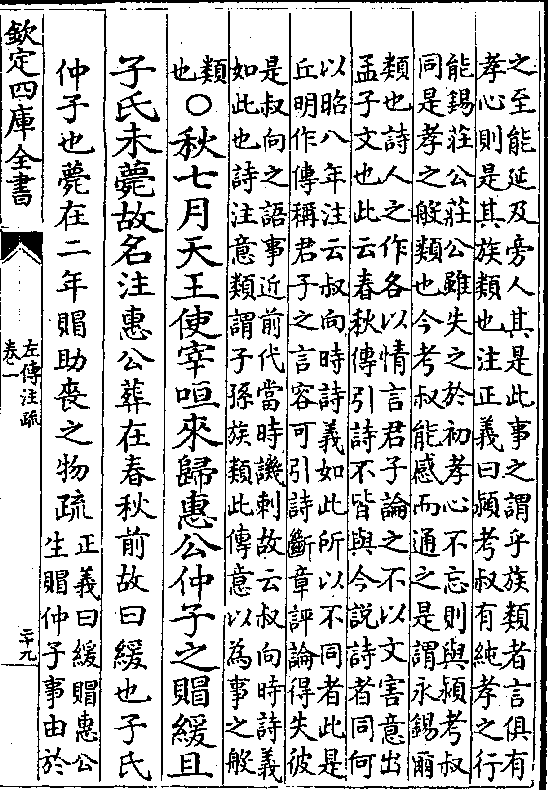 之至能延及旁人其是此事之謂乎族類者言俱有
孝心則是其族類也注正義曰潁考叔有純孝之行
能錫莊公莊公雖失之於初孝心不忘則與潁考叔
同是孝之般類也今考叔能感而通之是謂永錫爾
類也詩人之作各以情言君子論之不以文害意出
孟子文也此云春秋傳引詩不皆與今説詩者同何
以昭八年注云叔向時詩義如此所以不同者此是
丘明作傳稱君子之言容可引詩斷章評論得失彼
是叔向之語事近前代當時譏刺故云叔向時詩義
如此也詩注意類謂子孫族類此傳意以為事之般
類
也
○秋七月天王使宰咺來歸惠公仲子之賵緩且
子氏未薨故名注惠公葬在春秋前故曰緩也子氏
仲子也薨在二年賵助喪之物疏
正義曰緩賵惠公
生賵仲子事由於
欽定四庫全書
左傳注疏
卷一
二十九